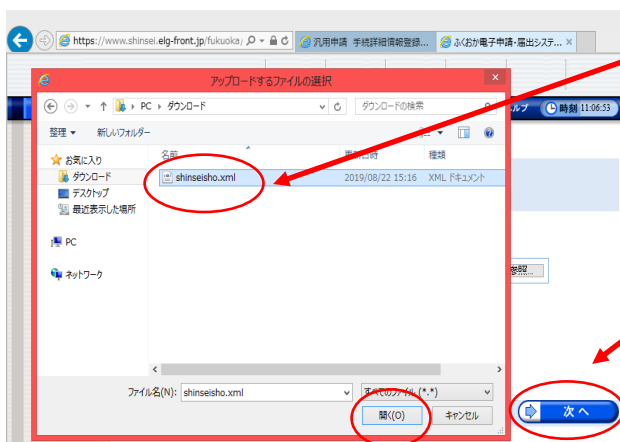 https://www.shinsei.elg-front.jp/fukuoka/
汎用申請 手続詳細情報登録...
ふくおか電子申請・届出システ... ×
アップロードするファイルの選択
ルプ
時刻 11:06:53
PC ▸ ダウンロード
ダウンロードの検索
整理 ▼ 新しいフォルダー
お気に入り
ダウンロード
デスクトップ
最近表示した場所
PC
ネットワーク
名前 更新日時 種類
shinseisho.xml 2019/08/22 15:16 XML ドキュメント
参照...
ファイル名(N): shinseisho.xml
すべてのファイル (*.*)
開く(O) キャンセル
次へ